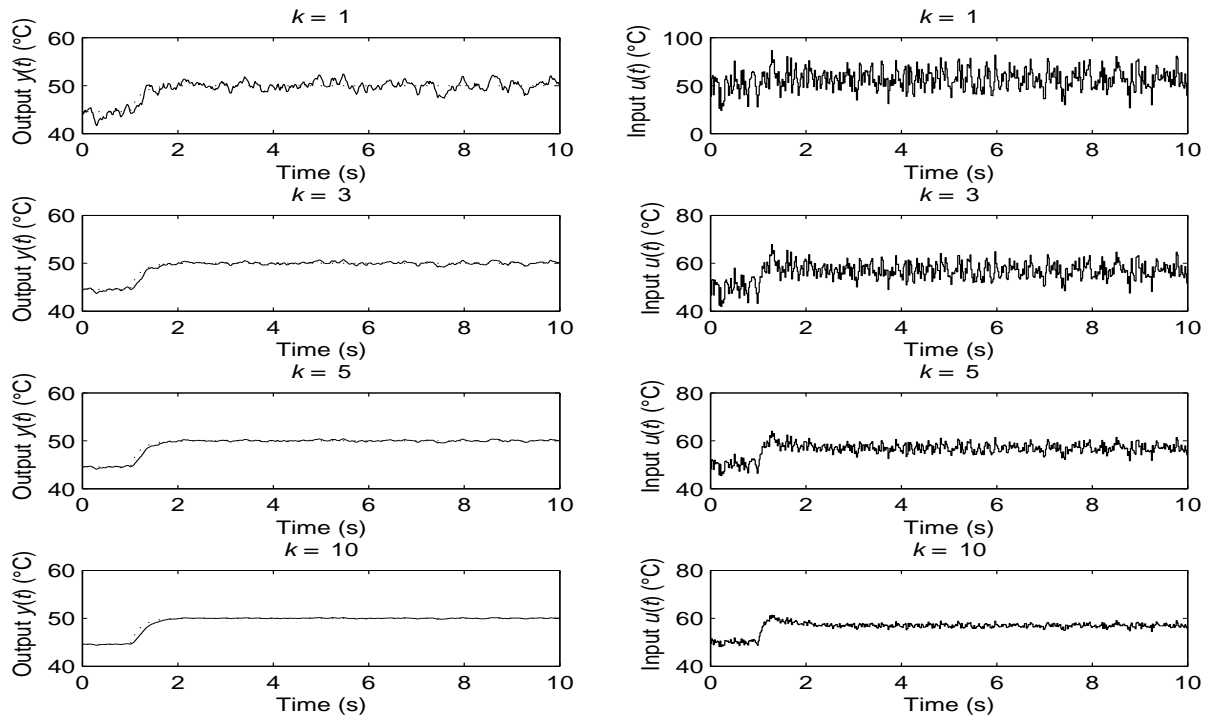 k = 1
Output y(t) (°C)
60
50
40
0 2 4 6 8 10
Time (s)
k = 1
Input u(t) (°C)
100
50
0
0 2 4 6 8 10
Time (s)
k = 3
Output y(t) (°C)
60
50
40
0 2 4 6 8 10
Time (s)
k = 3
Input u(t) (°C)
80
60
40
0 2 4 6 8 10
Time (s)
k = 5
Output y(t) (°C)
60
50
40
0 2 4 6 8 10
Time (s)
k = 5
Input u(t) (°C)
80
60
40
0 2 4 6 8 10
Time (s)
k = 10
Output y(t) (°C)
60
50
40
0 2 4 6 8 10
Time (s)
k = 10
Input u(t) (°C)
80
60
40
0 2 4 6 8 10
Time (s)